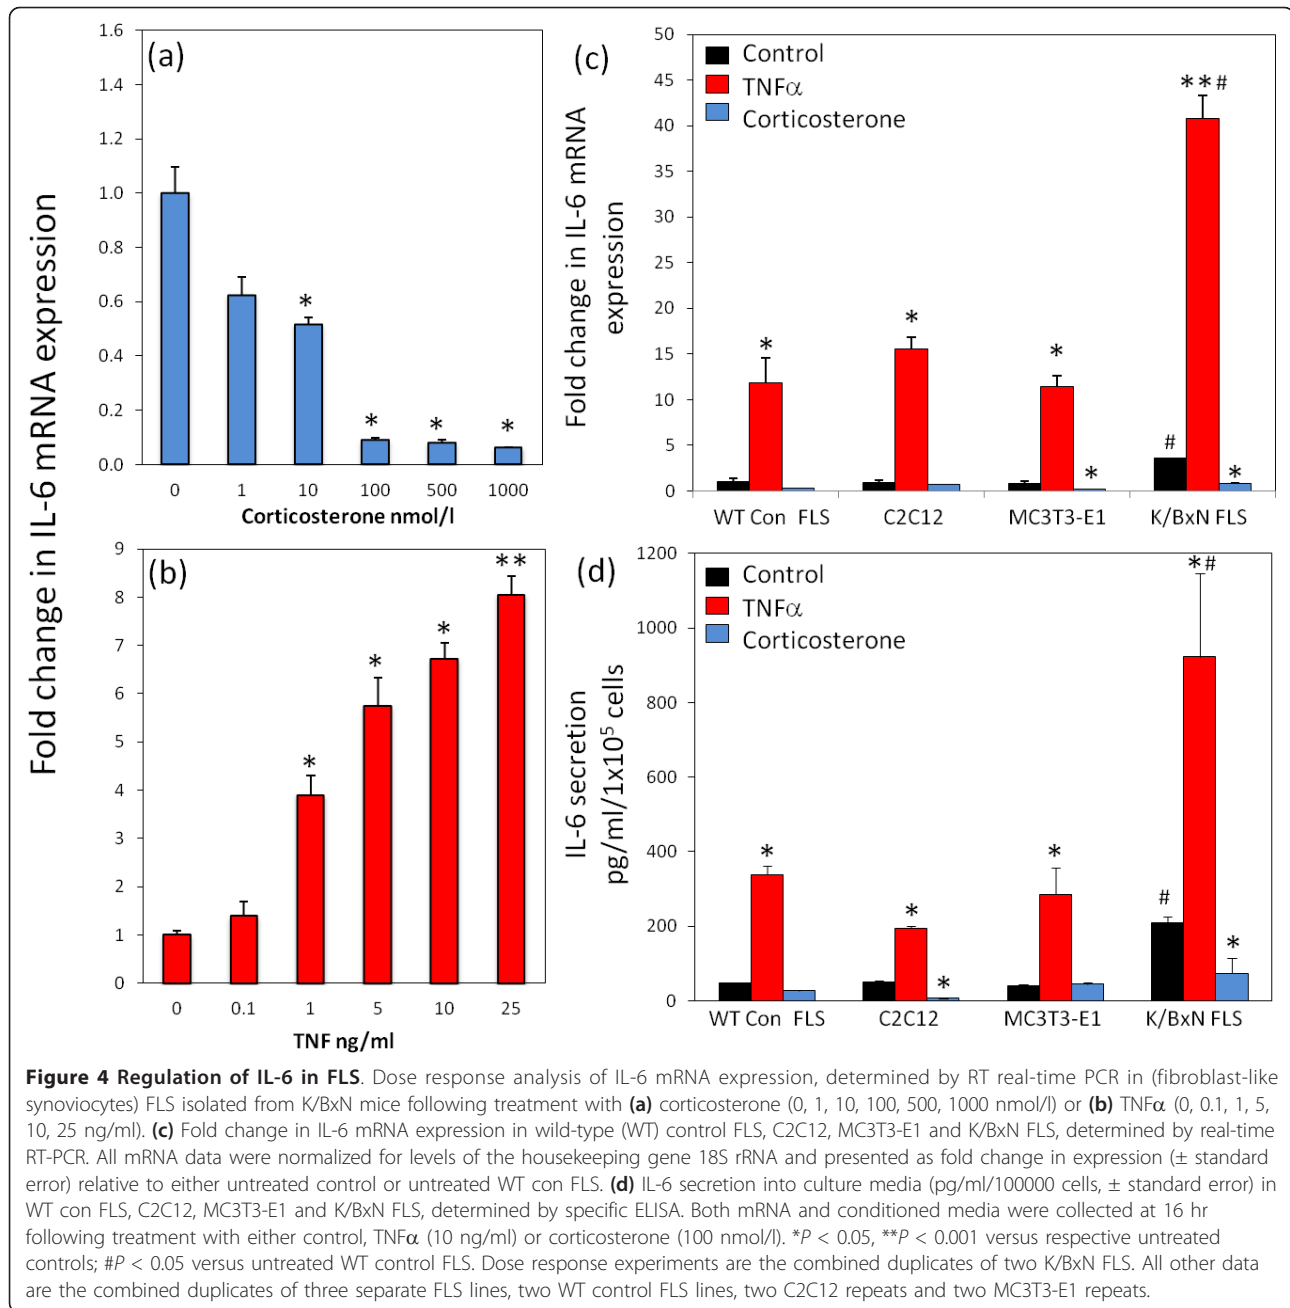 Fold change in IL-6 mRNA expression
(a)
1.6
1.4
1.2
1.0
0.8
0.6
0.4
0.2
0.0
*
*
*
*
0 1 10 100 500 1000
Corticosterone nmol/l
(b)
9
8
7
6
5
4
3
2
1
0
*
*
*
**
0 0.1 1 5 10 25
TNF ng/ml
(c)
Fold change in IL-6 mRNA
expression
50
45
40
35
30
25
20
15
10
5
0
Control
TNFα
Corticosterone
*
*
*
*
#
**#
*
WT Con FLS C2C12 MC3T3-E1 K/BxN FLS
(d)
IL-6 secretion
pg/ml/1x10⁵ cells
1200
1000
800
600
400
200
0
Control
TNFα
Corticosterone
*
*
*
*
#
*#
*
WT Con FLS C2C12 MC3T3-E1 K/BxN FLS
Figure 4 Regulation of IL-6 in FLS. Dose response analysis of IL-6 mRNA expression, determined by RT real-time PCR in (fibroblast-like
synoviocytes) FLS isolated from K/BxN mice following treatment with (a) corticosterone (0, 1, 10, 100, 500, 1000 nmol/l) or (b) TNFα (0, 0.1, 1, 5,
10, 25 ng/ml). (c) Fold change in IL-6 mRNA expression in wild-type (WT) control FLS, C2C12, MC3T3-E1 and K/BxN FLS, determined by real-time
RT-PCR. All mRNA data were normalized for levels of the housekeeping gene 18S rRNA and presented as fold change in expression (± standard
error) relative to either untreated control or untreated WT con FLS. (d) IL-6 secretion into culture media (pg/ml/100000 cells, ± standard error) in
WT con FLS, C2C12, MC3T3-E1 and K/BxN FLS, determined by specific ELISA. Both mRNA and conditioned media were collected at 16 hr
following treatment with either control, TNFα (10 ng/ml) or corticosterone (100 nmol/l). *P < 0.05, **P < 0.001 versus respective untreated
controls; #P < 0.05 versus untreated WT control FLS. Dose response experiments are the combined duplicates of two K/BxN FLS. All other data
are the combined duplicates of three separate FLS lines, two WT control FLS lines, two C2C12 repeats and two MC3T3-E1 repeats.